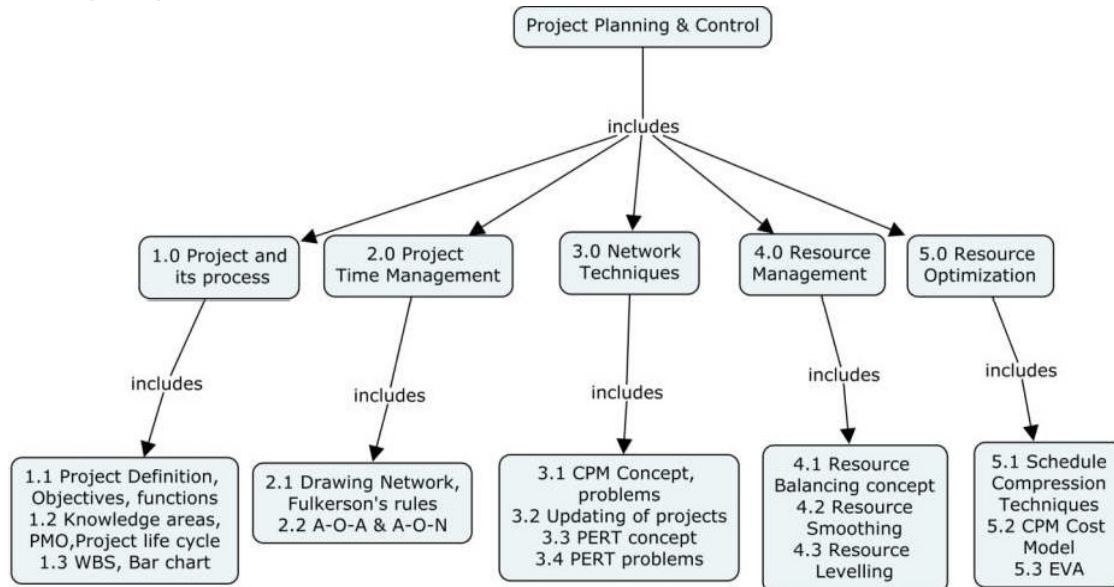 Project Planning & Control
includes
1.0 Project and
its process
2.0 Project
Time Management
3.0 Network
Techniques
4.0 Resource
Management
5.0 Resource
Optimization
includes
includes
includes
includes
includes
1.1 Project Definition,
Objectives, functions
1.2 Knowledge areas,
PMO,Project life cycle
1.3 WBS, Bar chart
2.1 Drawing Network,
Fulkerson's rules
2.2 A-O-A & A-O-N
3.1 CPM Concept,
problems
3.2 Updating of projects
3.3 PERT concept
3.4 PERT problems
4.1 Resource
Balancing concept
4.2 Resource
Smoothing
4.3 Resource
Levelling
5.1 Schedule
Compression
Techniques
5.2 CPM Cost
Model
5.3 EVA